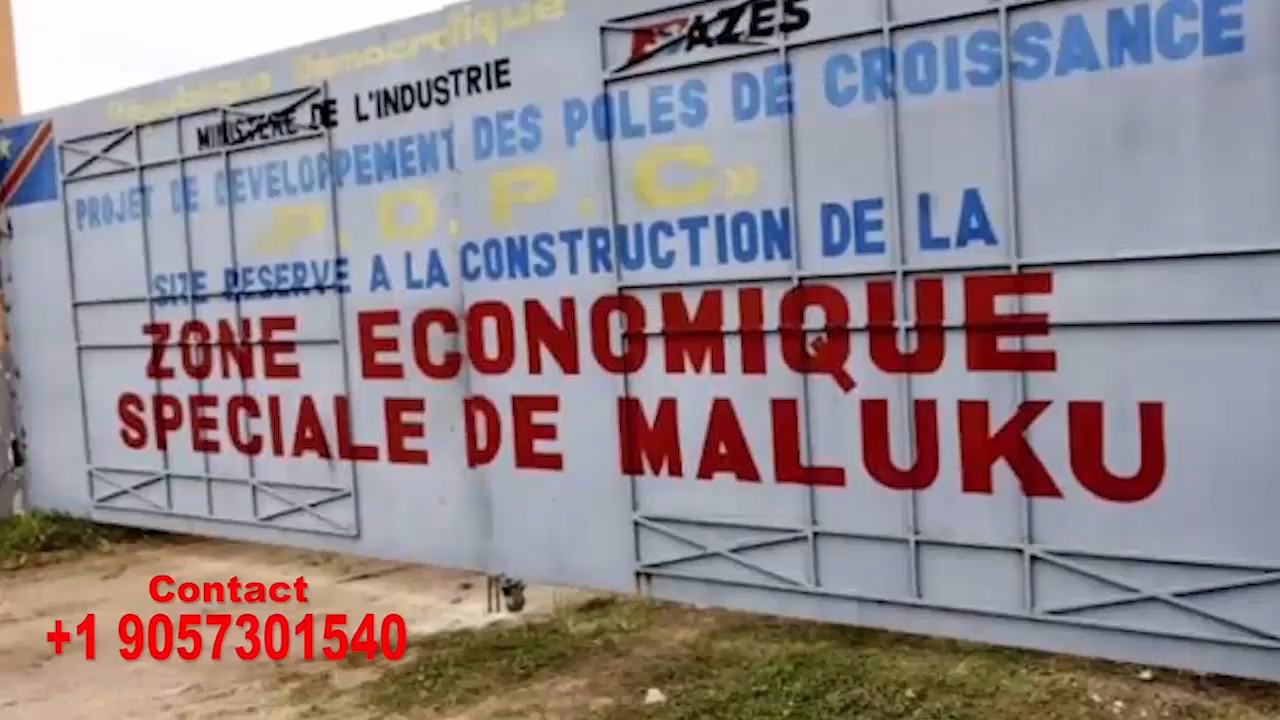 République Démocratique
AZES
MINISTERE DE L'INDUSTRIE
PROJET DE DEVELOPPEMENT DES POLES DE CROISSANCE
"P.D.P.C»
SITE RESERVE A LA CONSTRUCTION DE LA
ZONE ECONOMIQUE
SPECIALE DE MALUKU
Contact
+1 9057301540